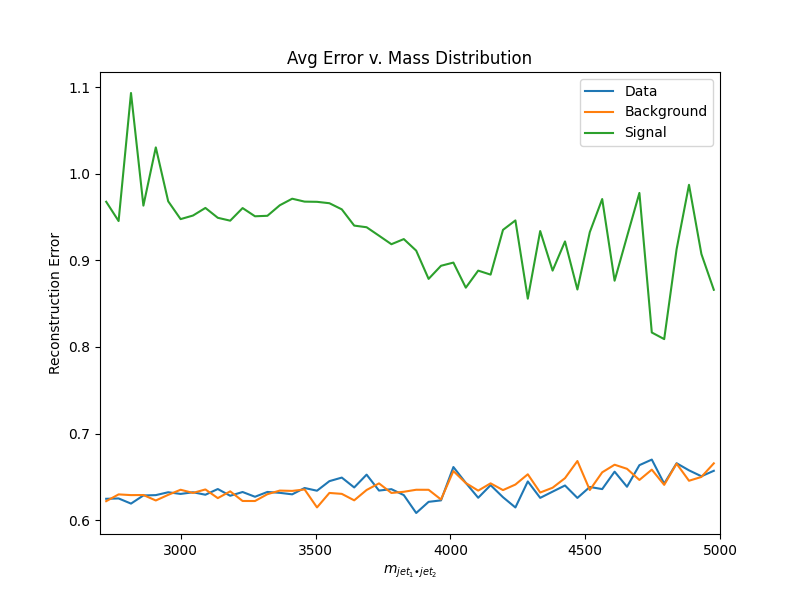 Avg Error v. Mass Distribution
Data
Background
Signal
Reconstruction Error
1.1
1.0
0.9
0.8
0.7
0.6
3000 3500 4000 4500 5000
m_{jet_1•jet_2}